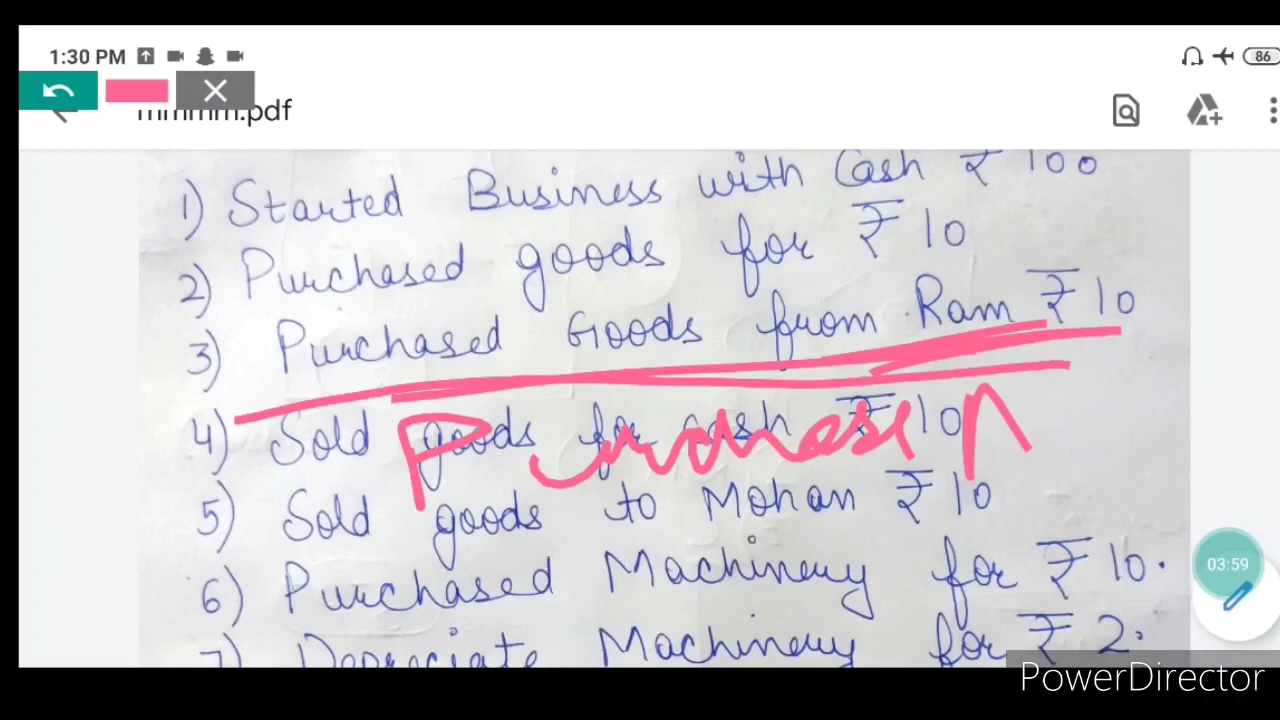 1:30 PM
86
mmmm.pdf
1) Started Business with Cash ₹ 100
2) Purchased goods for ₹ 10
3) Purchased Goods from Ram ₹ 10
4) Sold goods for cash ₹ 10
Purchase
5) Sold goods to Mohan ₹ 10
6) Purchased Machinery for ₹ 10.
03:59
7) Depreciate Machinery for ₹ 2.
PowerDirector